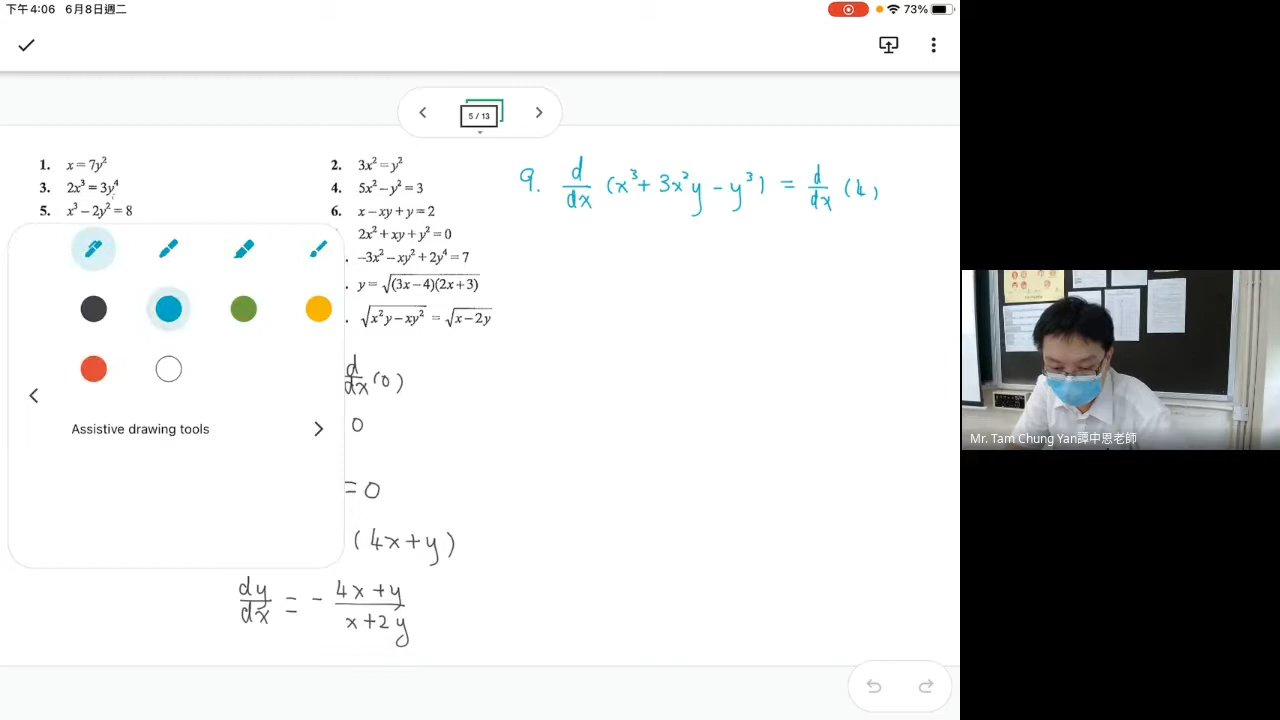 下午4:06 6月8日週二
73%
5 / 13
1. x = 7y²
2. 3x² = y²
3. 2x³ = 3y⁴
4. 5x² − y² = 3
5. x³ − 2y² = 8
6. x − xy + y = 2
2x² + xy + y² = 0
. −3x² − xy² + 2y⁴ = 7
. y = √((3x − 4)(2x + 3))
. √(x²y − xy²) = √(x − 2y)
9. d/dx (x³ + 3x²y − y³) = d/dx (4)
d/dx (0)
0
= 0
(4x + y)
dy/dx = − (4x + y)/(x + 2y)
Assistive drawing tools
Mr. Tam Chung Yan譚中恩老師